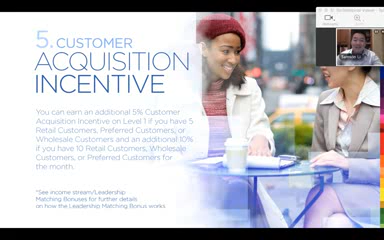 5. CUSTOMER
ACQUISITION
INCENTIVE
You can earn an additional 5% Customer
Acquisition Incentive on Level 1 if you have 5
Retail Customers, Preferred Customers, or
Wholesale Customers and an additional 10%
if you have 10 Retail Customers, Wholesale
Customers, or Preferred Customers for
the month.
*See income stream/Leadership
Matching Bonuses for further details
on how the Leadership Matching Bonus works